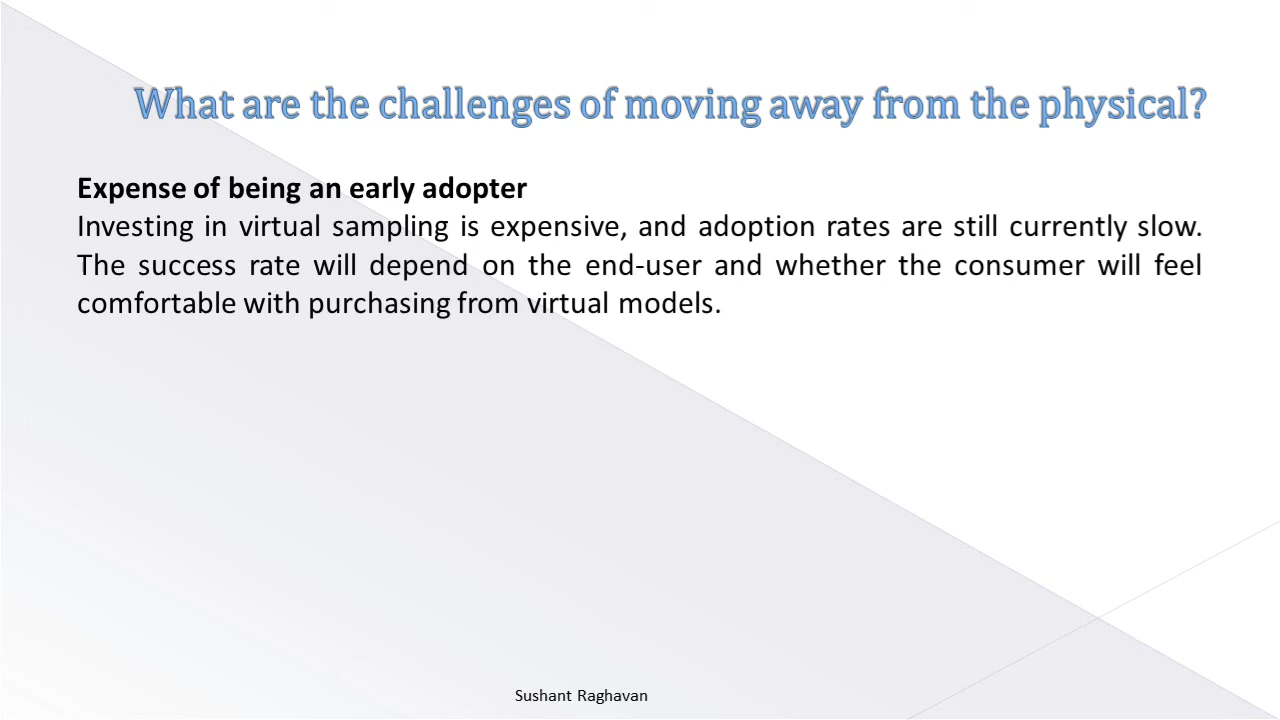 What are the challenges of moving away from the physical?
Expense of being an early adopter
Investing in virtual sampling is expensive, and adoption rates are still currently slow.
The success rate will depend on the end-user and whether the consumer will feel
comfortable with purchasing from virtual models.
Sushant Raghavan